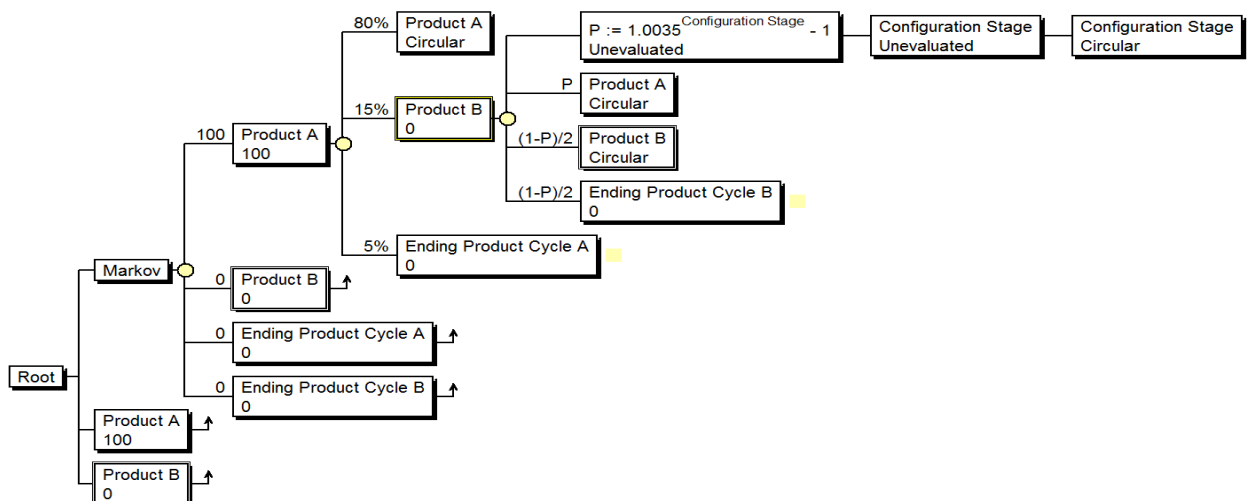 80%
Product A
Circular
P := 1.0035^Configuration Stage - 1
Unevaluated
Configuration Stage
Unevaluated
Configuration Stage
Circular
P
Product A
Circular
15%
Product B
0
100
Product A
100
(1-P)/2
Product B
Circular
(1-P)/2
Ending Product Cycle B
0
5%
Ending Product Cycle A
0
Markov
0
Product B
0
0
Ending Product Cycle A
0
0
Ending Product Cycle B
0
Root
Product A
100
Product B
0